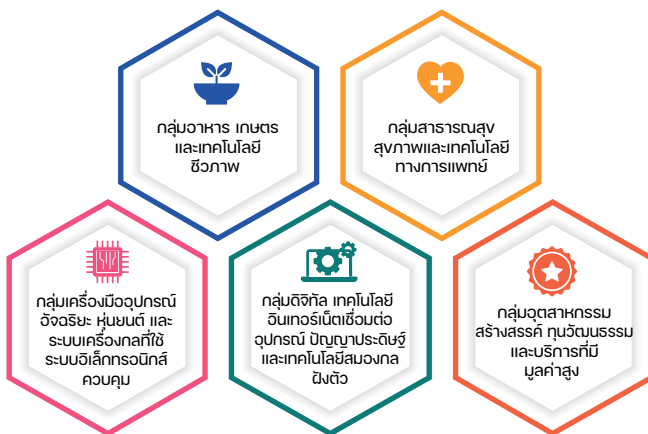 กลุ่มอาหาร เกษตร
และเทคโนโลยี
ชีวภาพ
กลุ่มสาธารณสุข
สุขภาพและเทคโนโลยี
ทางการแพทย์
กลุ่มเครื่องมืออุปกรณ์
อัจฉริยะ หุ่นยนต์ และ
ระบบเครื่องกลที่ใช้
ระบบอิเล็กทรอนิกส์
ควบคุม
กลุ่มดิจิทัล เทคโนโลยี
อินเทอร์เน็ตเชื่อมต่อ
อุปกรณ์ ปัญญาประดิษฐ์
และเทคโนโลยีสมองกล
ฝังตัว
กลุ่มอุตสาหกรรม
สร้างสรรค์ ทุนวัฒนธรรม
และบริการที่มี
มูลค่าสูง